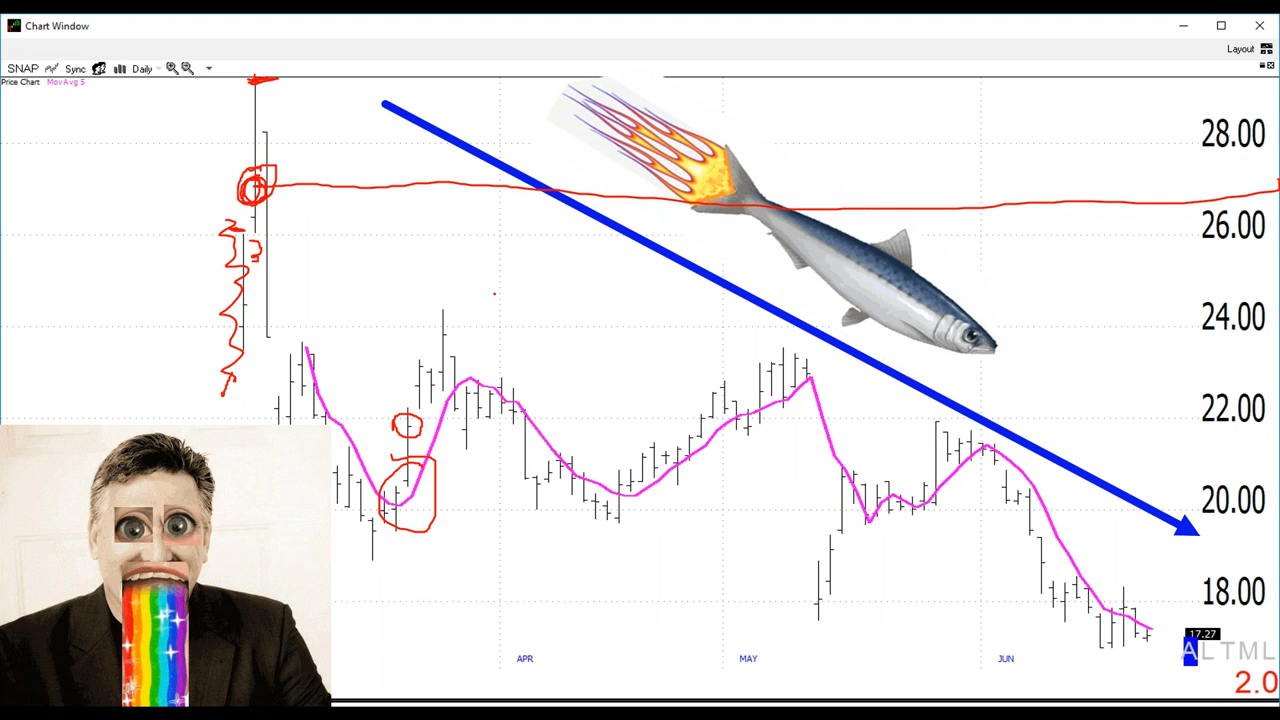 Chart Window
Layout
SNAP Sync Daily
Price Chart MovAvg 5
28.00
26.00
24.00
22.00
20.00
18.00
17.27
ALTML
APR MAY JUN
2.0